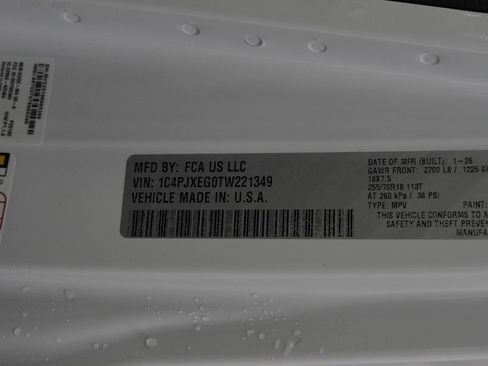 MFD BY: FCA US LLC
VIN: 1C4PJXEG0TW221349
VEHICLE MADE IN: U.S.A.
DATE OF MFR (BUILT): 1-26
GAWR FRONT: 2700 LB / 1225 K
18X7.5
255/70R18 113T
AT 260 kPa / 38 PSI
TYPE: MPV PAINT:
THIS VEHICLE CONFORMS TO A
SAFETY AND THEFT PREVEN
MANUFA